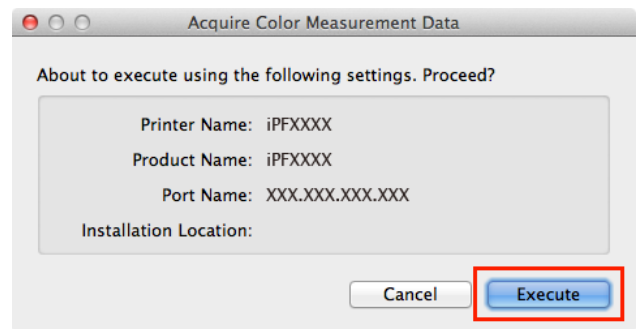 Acquire Color Measurement Data
About to execute using the following settings. Proceed?
Printer Name: iPFXXXX
Product Name: iPFXXXX
Port Name: XXX.XXX.XXX.XXX
Installation Location:
Cancel Execute